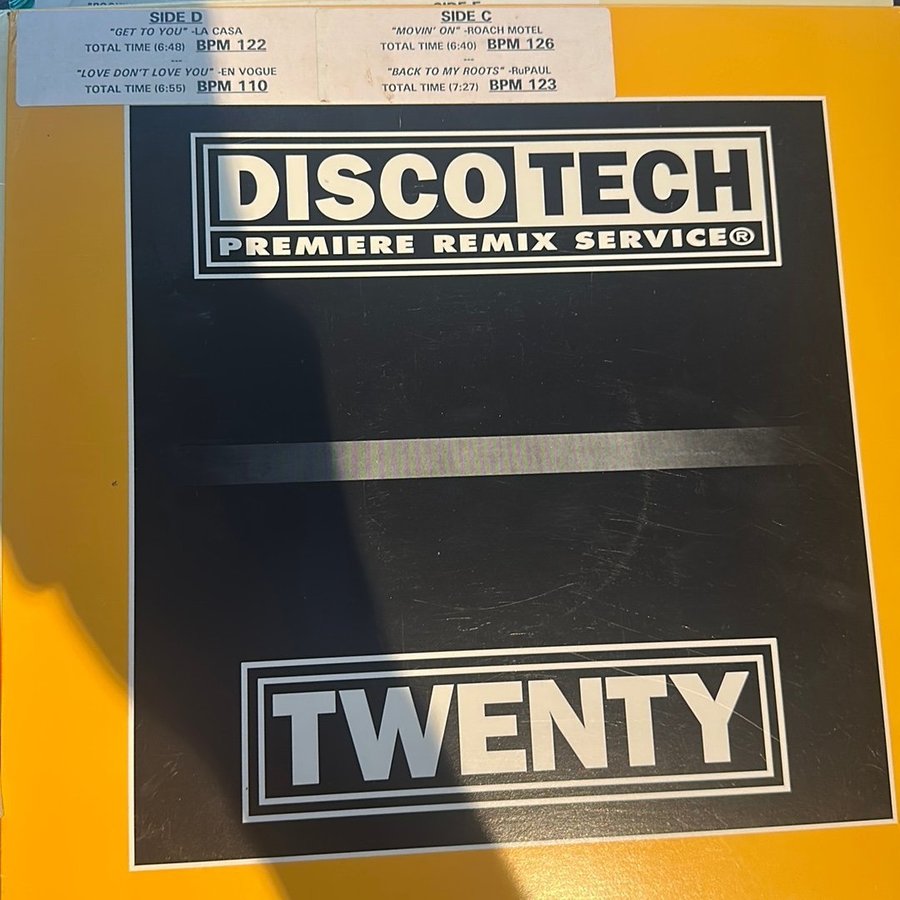 SIDE D
"GET TO YOU" -LA CASA
TOTAL TIME (6:48) BPM 122
---
"LOVE DON'T LOVE YOU" -EN VOGUE
TOTAL TIME (6:55) BPM 110
SIDE C
"MOVIN' ON" -ROACH MOTEL
TOTAL TIME (6:40) BPM 126
---
"BACK TO MY ROOTS" -RuPAUL
TOTAL TIME (7:27) BPM 123
DISCOTECH
PREMIERE REMIX SERVICE®
TWENTY